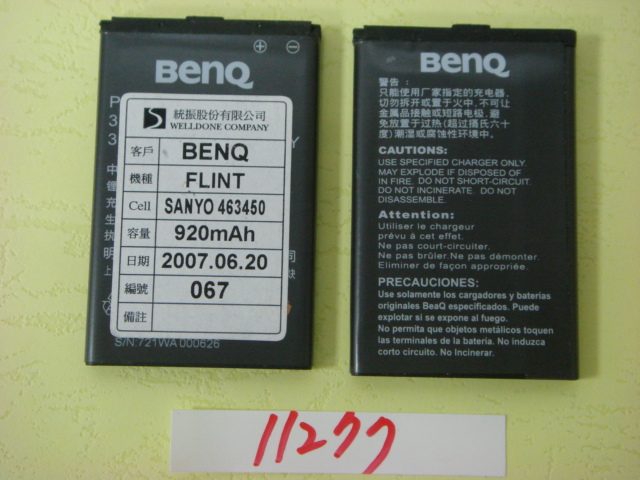 BenQ
統振股份有限公司
WELLDONE COMPANY
客戶 BENQ
機種 FLINT
Cell SANYO 463450
容量 920mAh
日期 2007.06.20
編號 067
備註
S/N:721WA 000626
BenQ
警告:
只能使用厂家指定的充电器,
切勿拆开或置于火中,不可让
金属品接触或短路电极,避
免放置于过热(超过摄氏六十
度)潮湿或腐蚀性环境中.
CAUTIONS:
USE SPECIFIED CHARGER ONLY.
MAY EXPLODE IF DISPOSED OF
IN FIRE. DO NOT SHORT-CIRCUIT.
DO NOT INCINERATE DO NOT
DISASSEMBLE.
Attention:
Utiliser le chargeur
prévu à cet effet.
Ne pas court-circuiter.
Ne pas brûler.Ne pas démonter.
Eliminer de façon appropriée.
PRECAUCIONES:
Use solamente los cargadores y baterias
originales BeaQ especificados. Puede
explotar si se expone al fuego.
No permita que objetos metálicos toquen
las terminales de la bateria. No induzca
corto circuito. No Incinerar.
11277